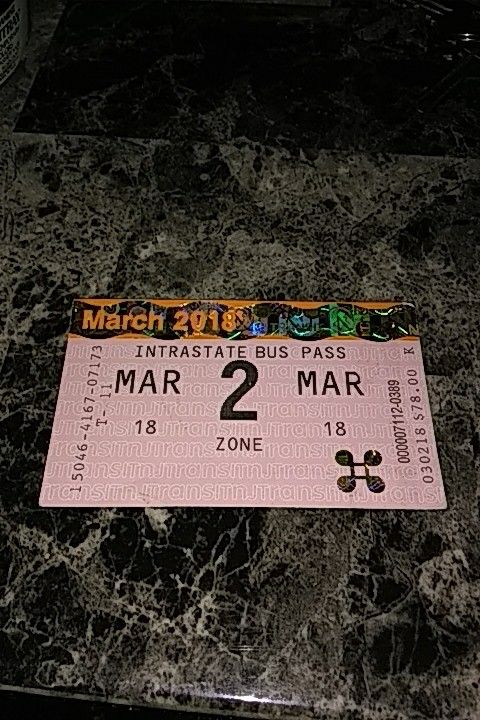 March 2018
INTRASTATE BUS PASS
MAR 2 MAR
18 ZONE 18
15046-4167-07173
T- 11
000007112-0389
030218 $78.00 K